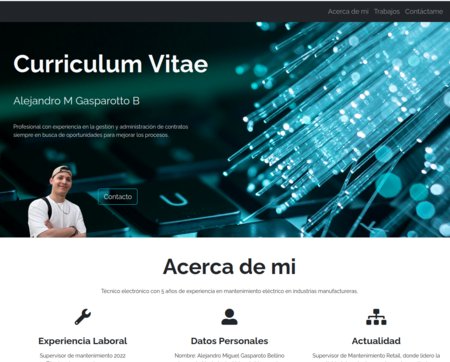 Acerca de mi Trabajos Contáctame
Curriculum Vitae
Alejandro M Gasparotto B
Profesional con experiencia en la gestión y administración de contratos
siempre en busca de oportunidades para mejorar los procesos.
Contacto
Acerca de mi
Técnico electrónico con 5 años de experiencia en mantenimiento eléctrico en industrias manufactureras.
Experiencia Laboral
Supervisor de mantenimiento 2022
Datos Personales
Nombre: Alejandro Miguel Gasparoto Bellino
Actualidad
Supervisor de Mantenimiento Retail, donde lidero la